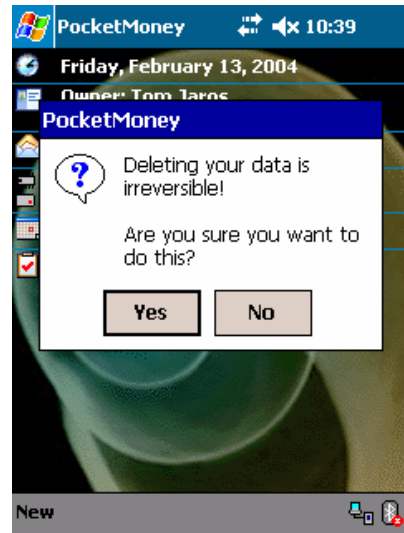 PocketMoney 10:39
Friday, February 13, 2004
Owner: Tom Jaros
PocketMoney
Deleting your data is
irreversible!
Are you sure you want to
do this?
Yes No
New